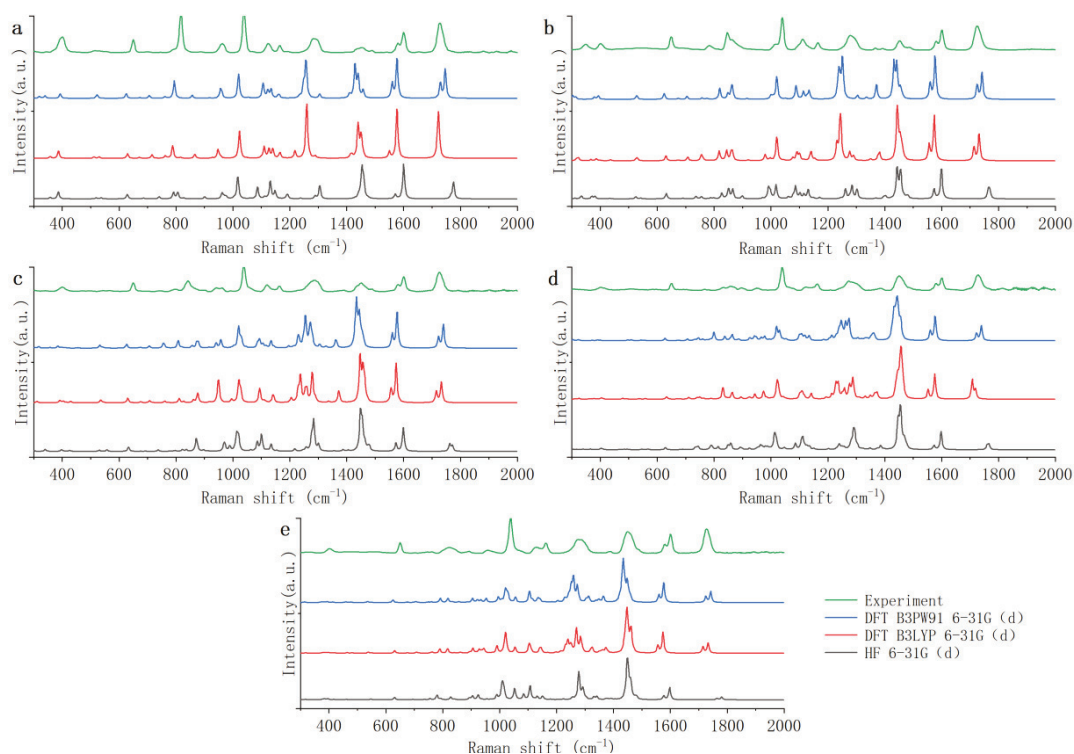 a
Intensity(a. u.)
400 600 800 1000 1200 1400 1600 1800 2000
Raman shift (cm⁻¹)
b
Intensity(a. u.)
400 600 800 1000 1200 1400 1600 1800 2000
Raman shift (cm⁻¹)
c
Intensity(a. u.)
400 600 800 1000 1200 1400 1600 1800 2000
Raman shift (cm⁻¹)
d
Intensity(a. u.)
400 600 800 1000 1200 1400 1600 1800 2000
Raman shift (cm⁻¹)
e
Intensity(a. u.)
400 600 800 1000 1200 1400 1600 1800 2000
Raman shift (cm⁻¹)
Experiment
DFT B3PW91 6-31G (d)
DFT B3LYP 6-31G (d)
HF 6-31G (d)